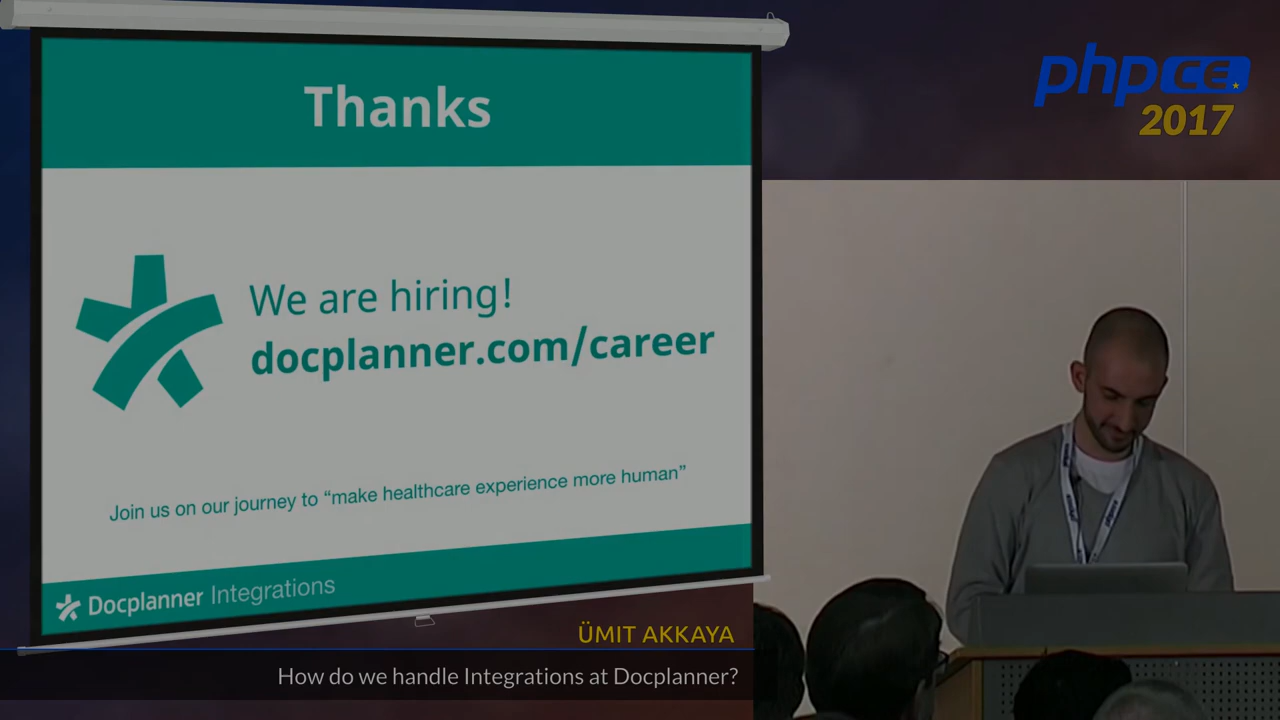 Thanks
We are hiring!
docplanner.com/career
Join us on our journey to “make healthcare experience more human”
Docplanner Integrations
phpCE
2017
ÜMIT AKKAYA
How do we handle Integrations at Docplanner?